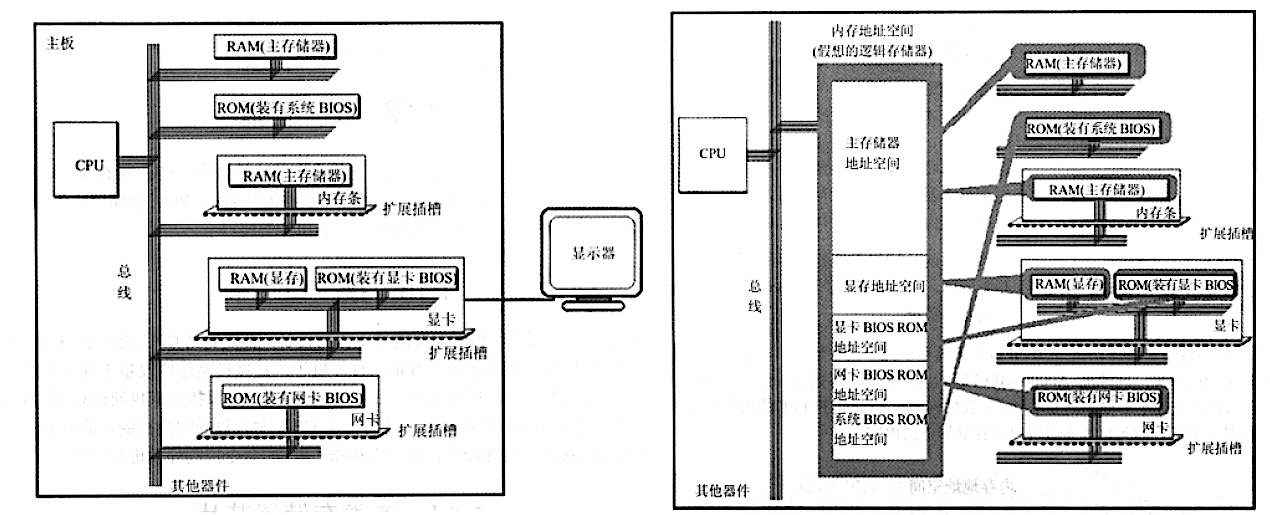 主板
RAM(主存储器)
ROM(装有系统 BIOS)
CPU
RAM(主存储器)
内存条
扩展插槽
总
线
显示器
RAM(显存)
ROM(装有显卡 BIOS)
显卡
扩展插槽
ROM(装有网卡 BIOS)
网卡
扩展插槽
其他器件
内存地址空间
(假想的逻辑存储器)
RAM(主存储器)
ROM(装有系统 BIOS)
CPU
主存储器
地址空间
RAM(主存储器)
内存条
扩展插槽
总
线
显存地址空间
RAM(显存)
ROM(装有显卡 BIOS)
显卡
扩展插槽
显卡 BIOS ROM
地址空间
网卡 BIOS ROM
地址空间
ROM(装有网卡 BIOS)
网卡
扩展插槽
系统 BIOS ROM
地址空间
其他器件